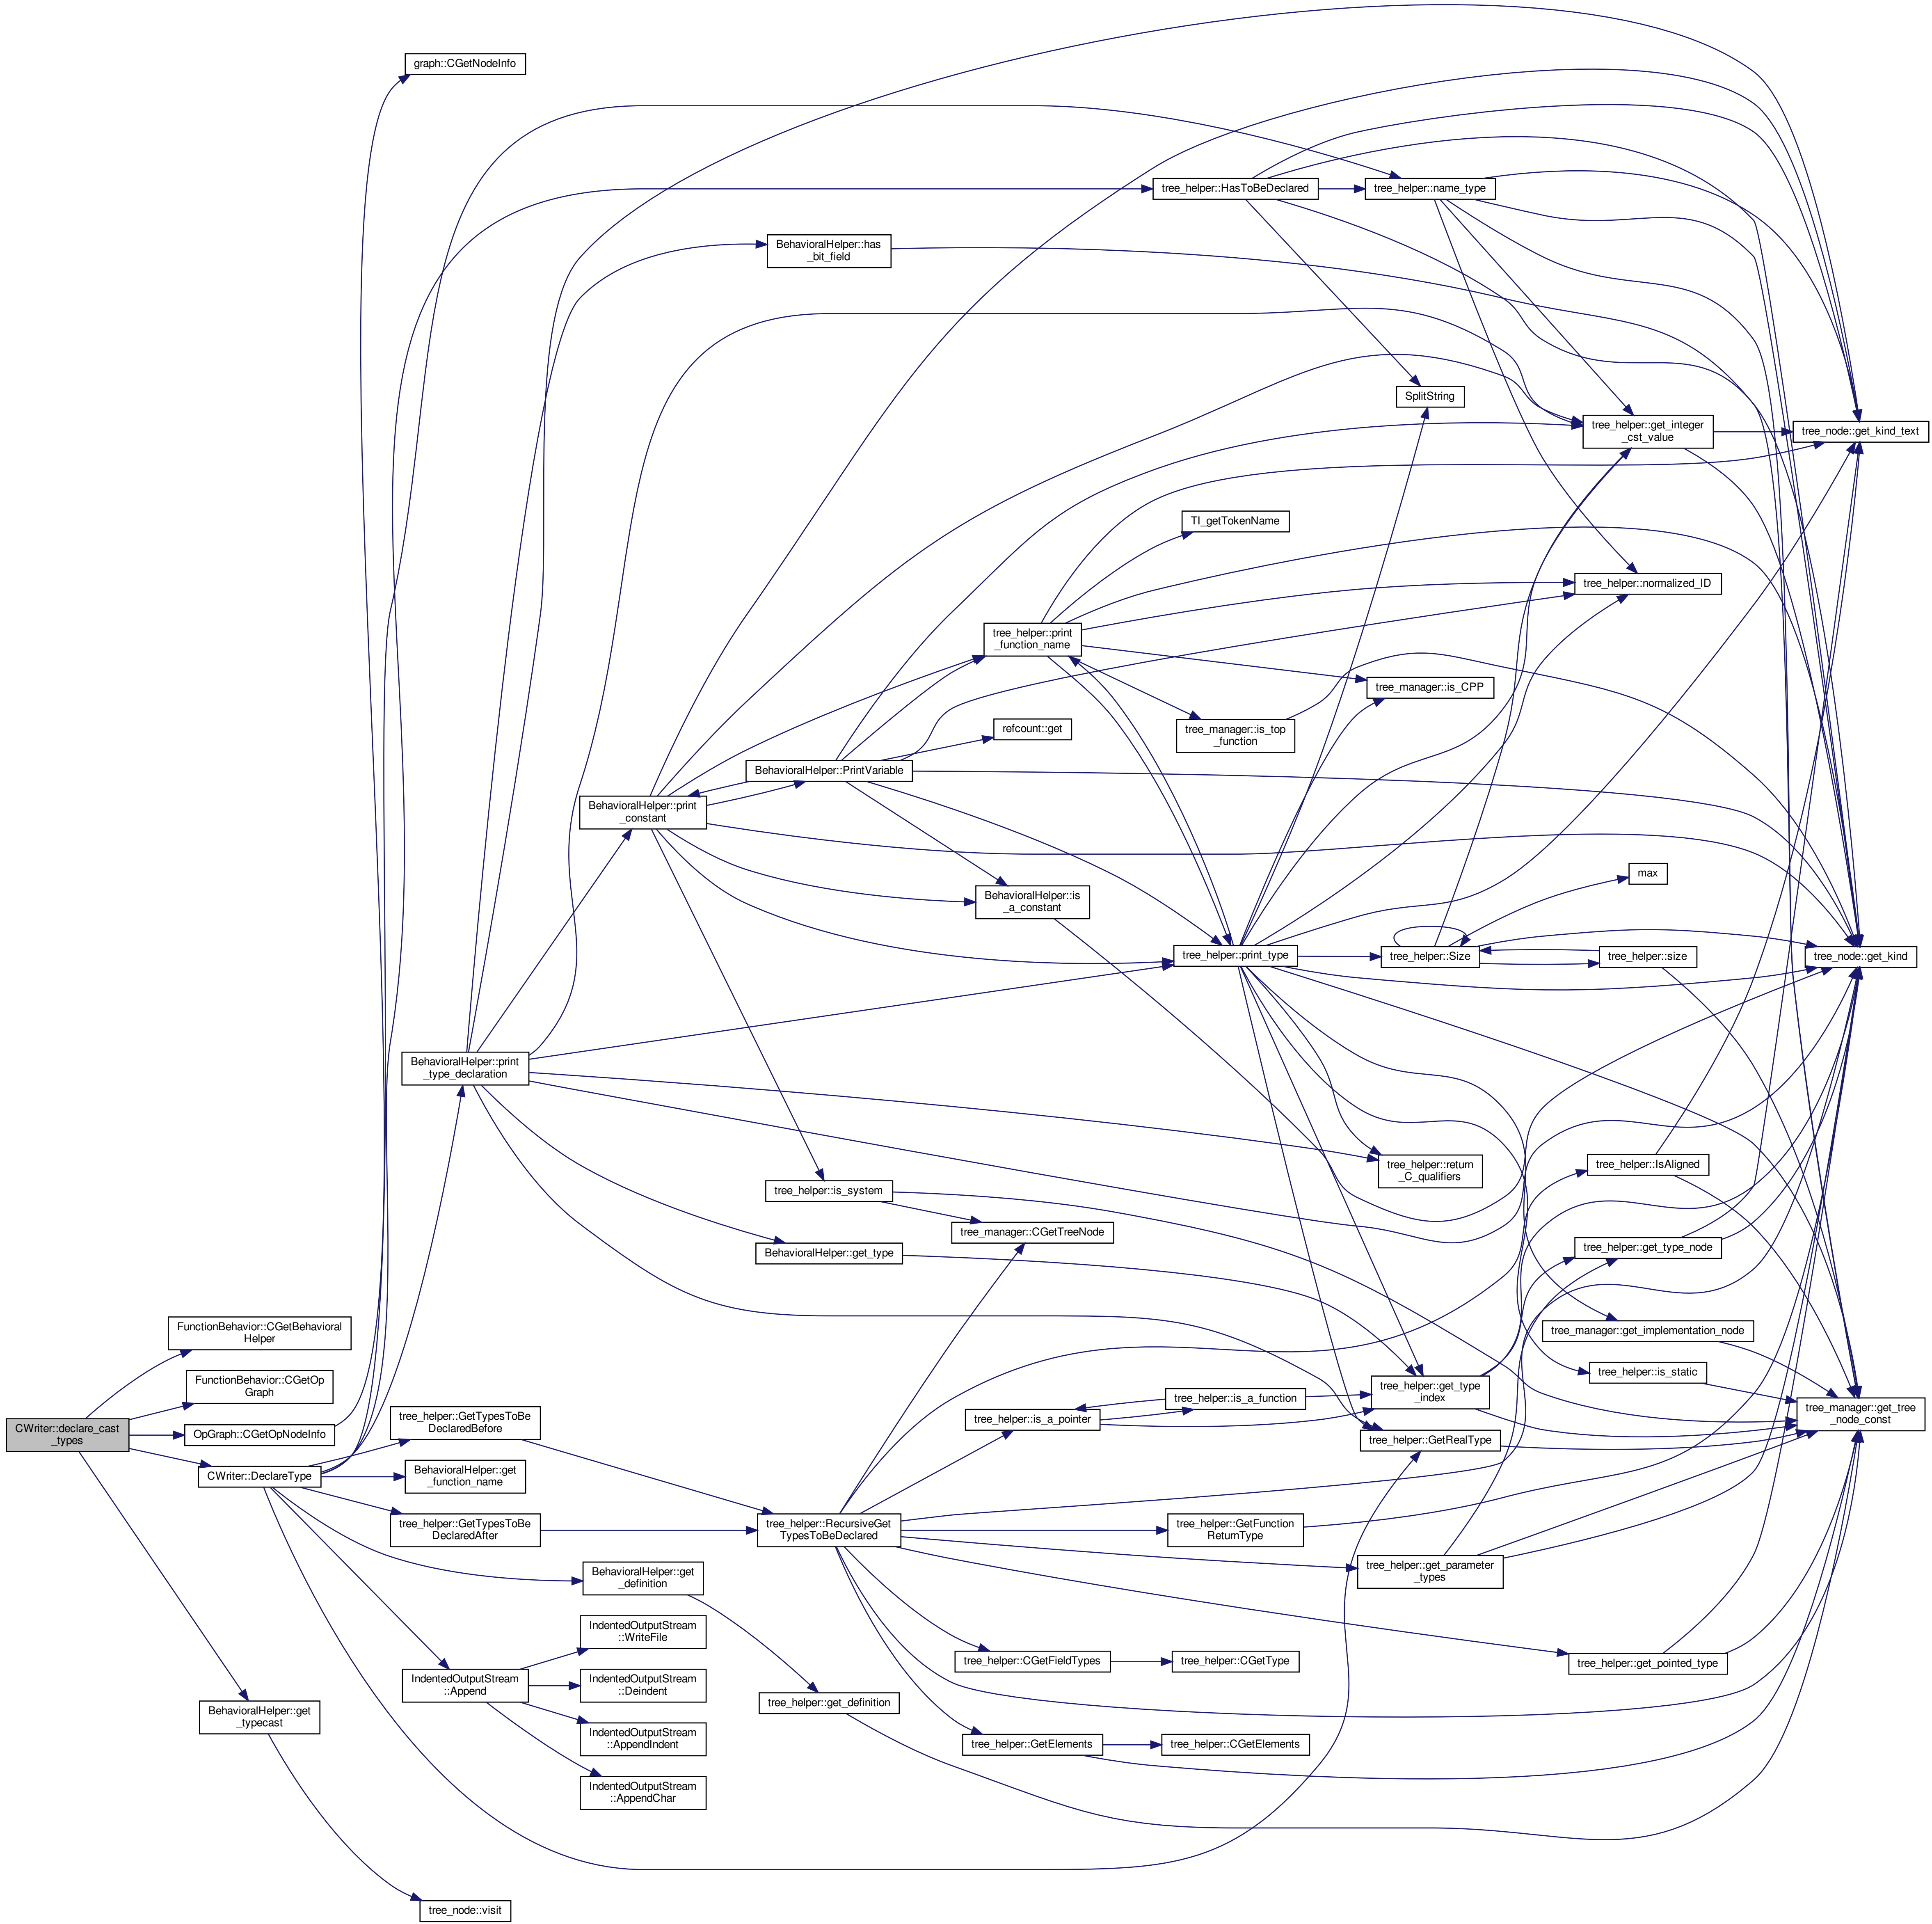 graph::CGetNodeInfo
tree_helper::HasToBeDeclared
tree_helper::name_type
BehavioralHelper::has
_bit_field
SplitString
tree_helper::get_integer
_cst_value
tree_node::get_kind_text
TI_getTokenName
tree_helper::normalized_ID
tree_helper::print
_function_name
tree_manager::is_CPP
refcount::get
tree_manager::is_top
_function
BehavioralHelper::PrintVariable
BehavioralHelper::print
_constant
max
BehavioralHelper::is
_a_constant
tree_helper::print_type
tree_helper::Size
tree_helper::size
tree_node::get_kind
BehavioralHelper::print
_type_declaration
tree_helper::return
_C_qualifiers
tree_helper::IsAligned
tree_helper::is_system
tree_manager::CGetTreeNode
BehavioralHelper::get_type
tree_helper::get_type_node
FunctionBehavior::CGetBehavioral
Helper
tree_manager::get_implementation_node
tree_helper::is_static
FunctionBehavior::CGetOp
Graph
tree_helper::is_a_function
tree_helper::get_type
_index
tree_manager::get_tree
_node_const
tree_helper::GetTypesToBe
DeclaredBefore
tree_helper::is_a_pointer
CWriter::declare_cast
_types
OpGraph::CGetOpNodeInfo
tree_helper::GetRealType
CWriter::DeclareType
BehavioralHelper::get
_function_name
tree_helper::GetTypesToBe
DeclaredAfter
tree_helper::RecursiveGet
TypesToBeDeclared
tree_helper::GetFunction
ReturnType
tree_helper::get_parameter
_types
BehavioralHelper::get
_definition
IndentedOutputStream
::WriteFile
tree_helper::CGetFieldTypes
tree_helper::CGetType
tree_helper::get_pointed_type
IndentedOutputStream
::Append
IndentedOutputStream
::Deindent
tree_helper::get_definition
BehavioralHelper::get
_typecast
IndentedOutputStream
::AppendIndent
tree_helper::GetElements
tree_helper::CGetElements
IndentedOutputStream
::AppendChar
tree_node::visit